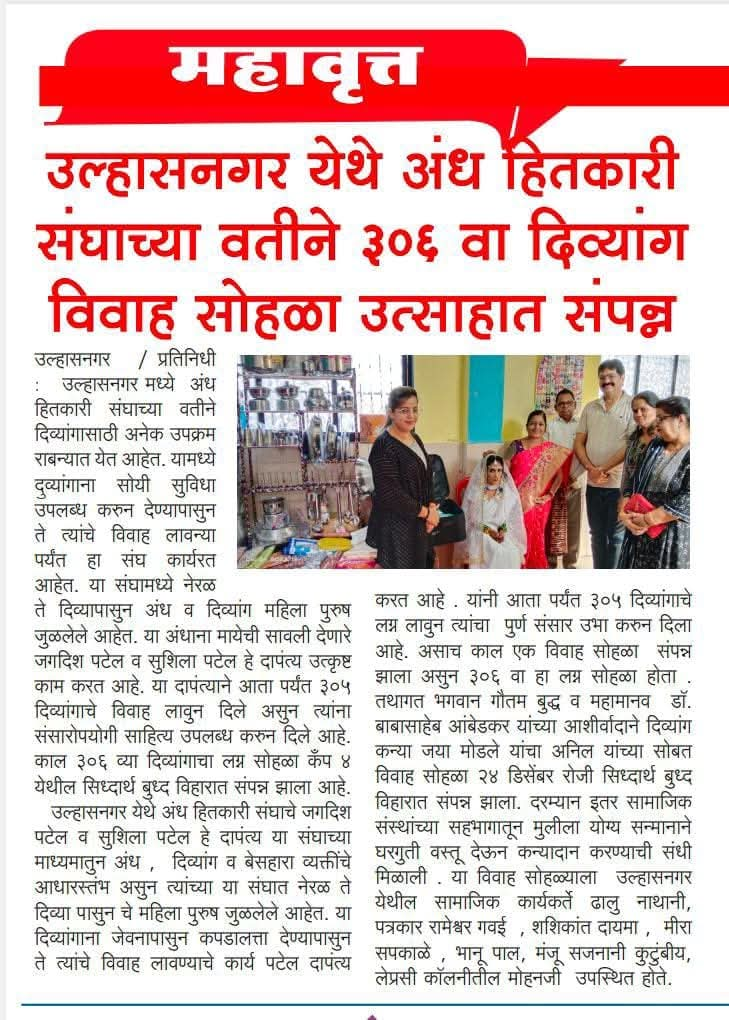 महावृत्त
उल्हासनगर येथे अंध हितकारी
संघाच्या वतीने ३०६ वा दिव्यांग
विवाह सोहळा उत्साहात संपन्न
उल्हासनगर / प्रतिनिधी
: उल्हासनगर मध्ये अंध
हितकारी संघाच्या वतीने
दिव्यांगासाठी अनेक उपक्रम
राबन्यात येत आहेत. यामध्ये
दुव्यांगाना सोयी सुविधा
उपलब्ध करुन देण्यापासुन
ते त्यांचे विवाह लावन्या
पर्यंत हा संघ कार्यरत
आहेत. या संघामध्ये नेरळ
ते दिव्यापासुन अंध व दिव्यांग महिला पुरुष
जुळलेले आहेत. या अंधाना मायेची सावली देणारे
जगदिश पटेल व सुशिला पटेल हे दापंत्य उत्कृष्ट
काम करत आहे. या दापंत्याने आता पर्यंत ३०५
दिव्यांगाचे विवाह लावुन दिले असुन त्यांना
संसारोपयोगी साहित्य उपलब्ध करुन दिले आहे.
काल ३०६ व्या दिव्यांगाचा लग्न सोहळा कँप ४
येथील सिध्दार्थ बुध्द विहारात संपन्न झाला आहे.
उल्हासनगर येथे अंध हितकारी संघाचे जगदिश
पटेल व सुशिला पटेल हे दापंत्य या संघाच्या
माध्यमातुन अंध , दिव्यांग व बेसहारा व्यक्तींचे
आधारस्तंभ असुन त्यांच्या या संघात नेरळ ते
दिव्या पासुन चे महिला पुरुष जुळलेले आहेत. या
दिव्यांगाना जेवनापासुन कपडालत्ता देण्यापासुन
ते त्यांचे विवाह लावण्याचे कार्य पटेल दापंत्य
करत आहे . यांनी आता पर्यंत ३०५ दिव्यांगाचे
लग्न लावुन त्यांचा पुर्ण संसार उभा करुन दिला
आहे. असाच काल एक विवाह सोहळा संपन्न
झाला असुन ३०६ वा हा लग्न सोहळा होता .
तथागत भगवान गौतम बुद्ध व महामानव डॉ.
बाबासाहेब आंबेडकर यांच्या आशीर्वादाने दिव्यांग
कन्या जया मोडले यांचा अनिल यांच्या सोबत
विवाह सोहळा २४ डिसेंबर रोजी सिध्दार्थ बुध्द
विहारात संपन्न झाला. दरम्यान इतर सामाजिक
संस्थांच्या सहभागातून मुलीला योग्य सन्मानाने
घरगुती वस्तू देऊन कन्यादान करण्याची संधी
मिळाली . या विवाह सोहळ्याला उल्हासनगर
येथील सामाजिक कार्यकर्ते ढालु नाथानी,
पत्रकार रामेश्वर गवई , शशिकांत दायमा , मीरा
सपकाळे , भानू पाल, मंजू सजनानी कुटुंबीय,
लेप्रसी कॉलनीतील मोहनजी उपस्थित होते.